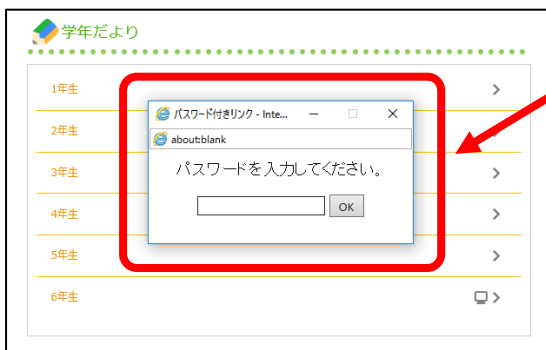 学年だより
1年生
2年生
3年生
4年生
5年生
6年生
パスワード付きリンク - Inte...
about:blank
パスワードを入力してください。
OK